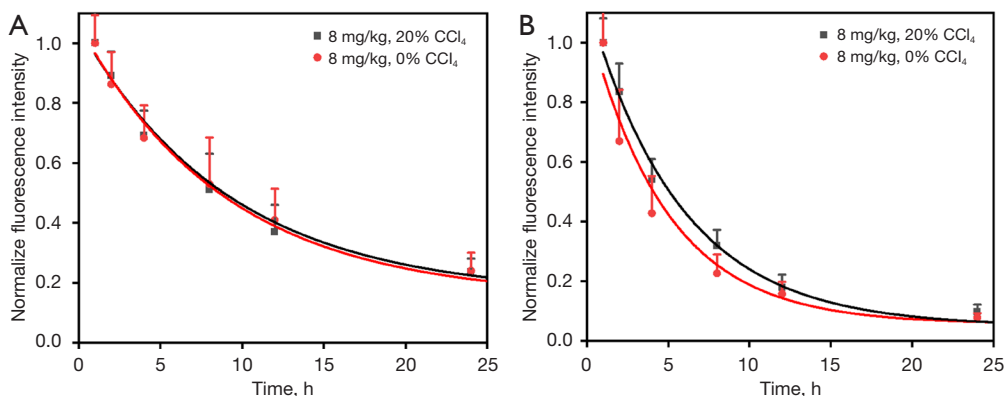 A
8 mg/kg, 20% CCl₄
8 mg/kg, 0% CCl₄
Normalize fluorescence intensity
1.0
0.8
0.6
0.4
0.2
0.0
0 5 10 15 20 25
Time, h
B
8 mg/kg, 20% CCl₄
8 mg/kg, 0% CCl₄
Normalize fluorescence intensity
1.0
0.8
0.6
0.4
0.2
0.0
0 5 10 15 20 25
Time, h